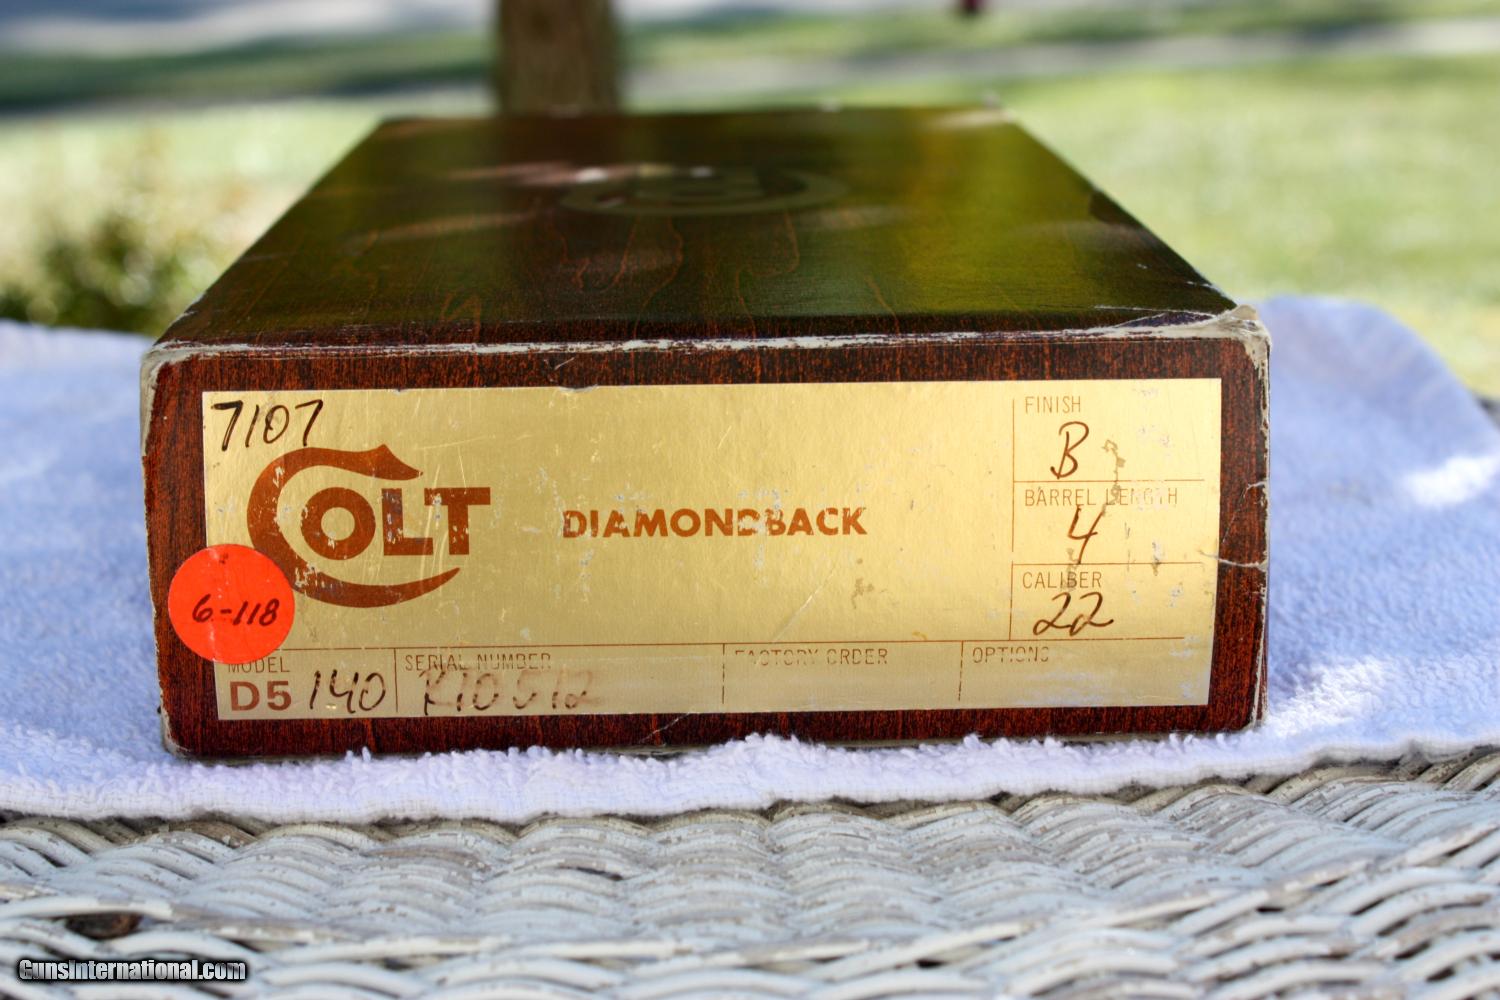 7107
COLT
DIAMONDBACK
FINISH
B
BARREL LENGTH
4
CALIBER
22
6-118
MODEL
D5 140
SERIAL NUMBER
FACTORY ORDER
OPTIONS
GunsInternational.com